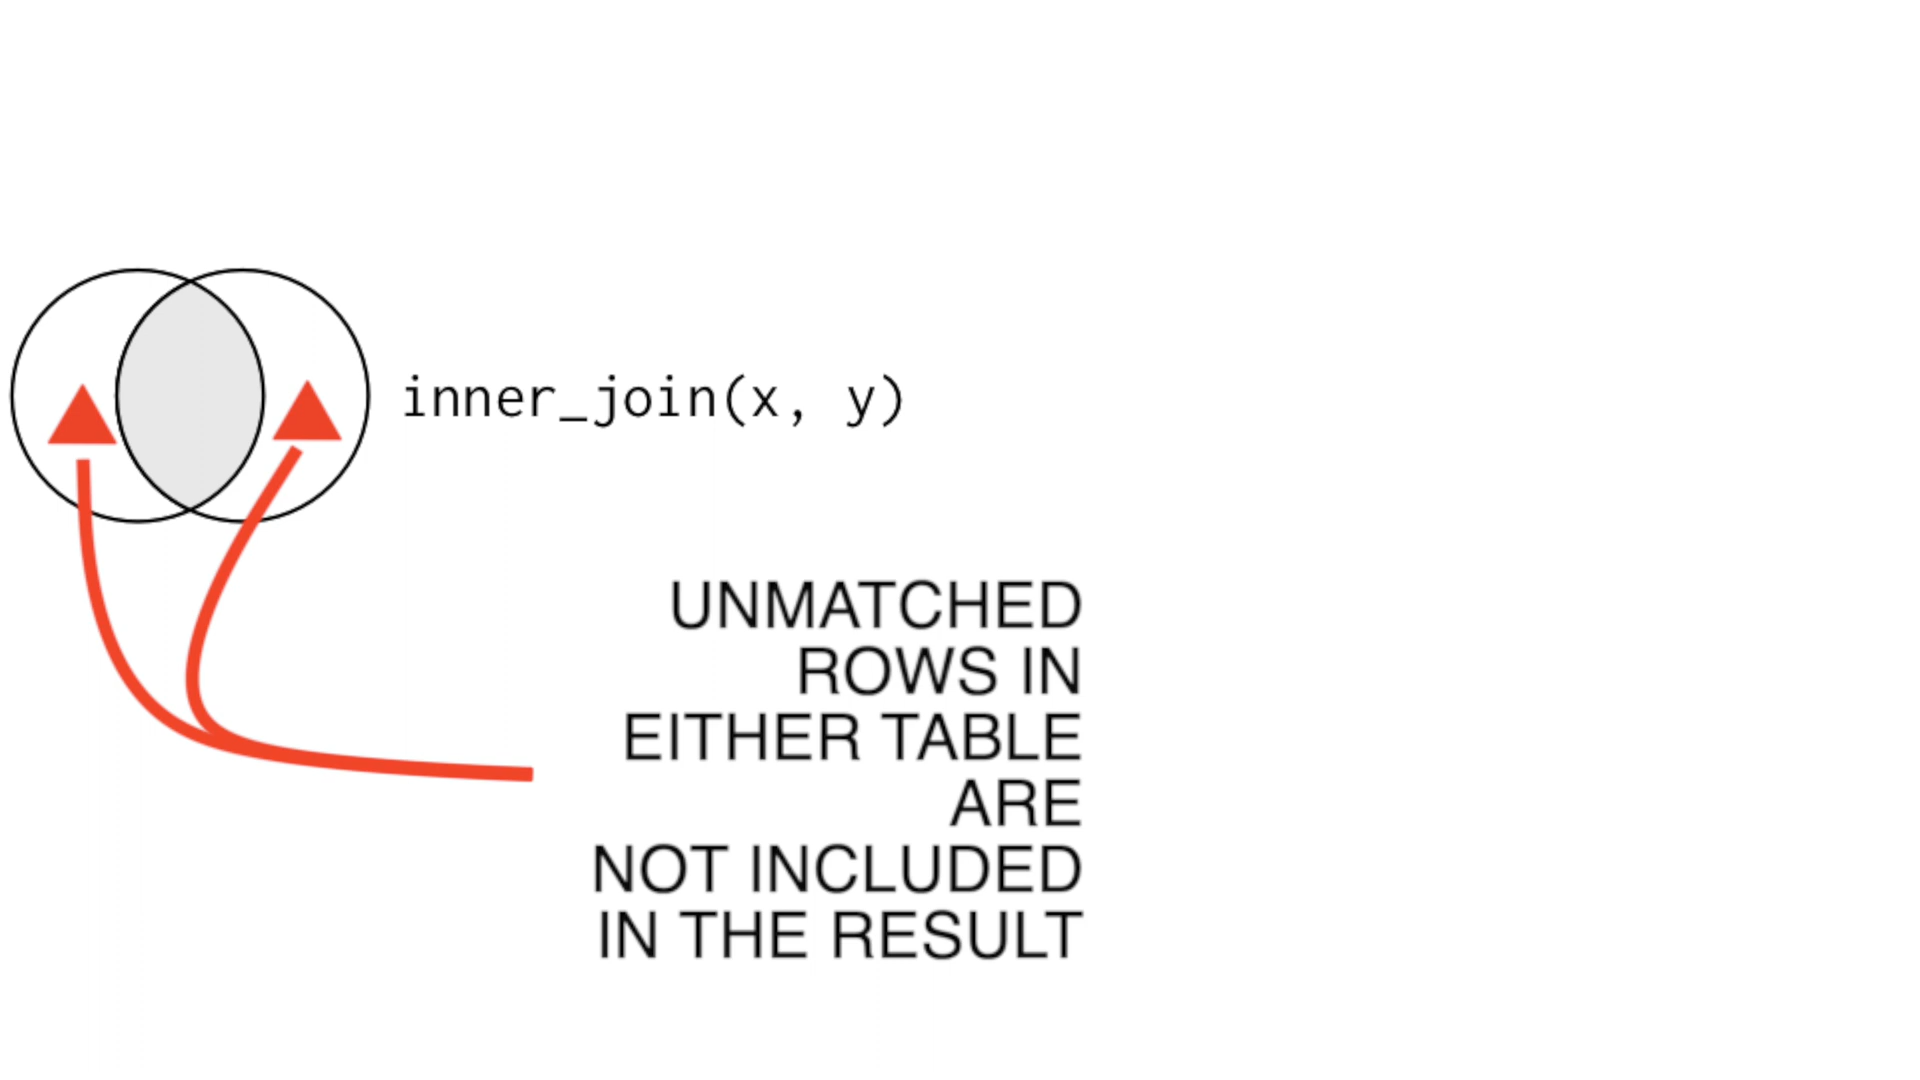 inner_join(x, y)
UNMATCHED
ROWS IN
EITHER TABLE
ARE
NOT INCLUDED
IN THE RESULT